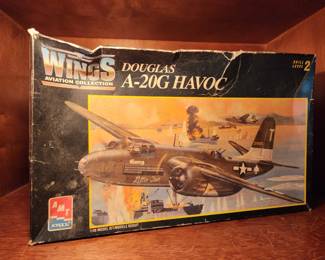 WINGS
AVIATION COLLECTION
DOUGLAS
A-20G HAVOC
SKILL
LEVEL 2
AMT
ERTL